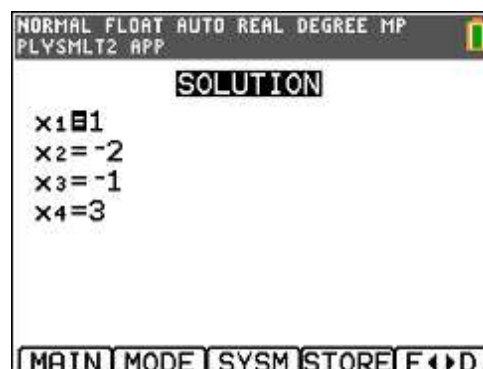 NORMAL FLOAT AUTO REAL DEGREE MP
PLYSMLT2 APP
SOLUTION
x1=1
x2=-2
x3=-1
x4=3
MAIN MODE SYSM STORE F◄►D